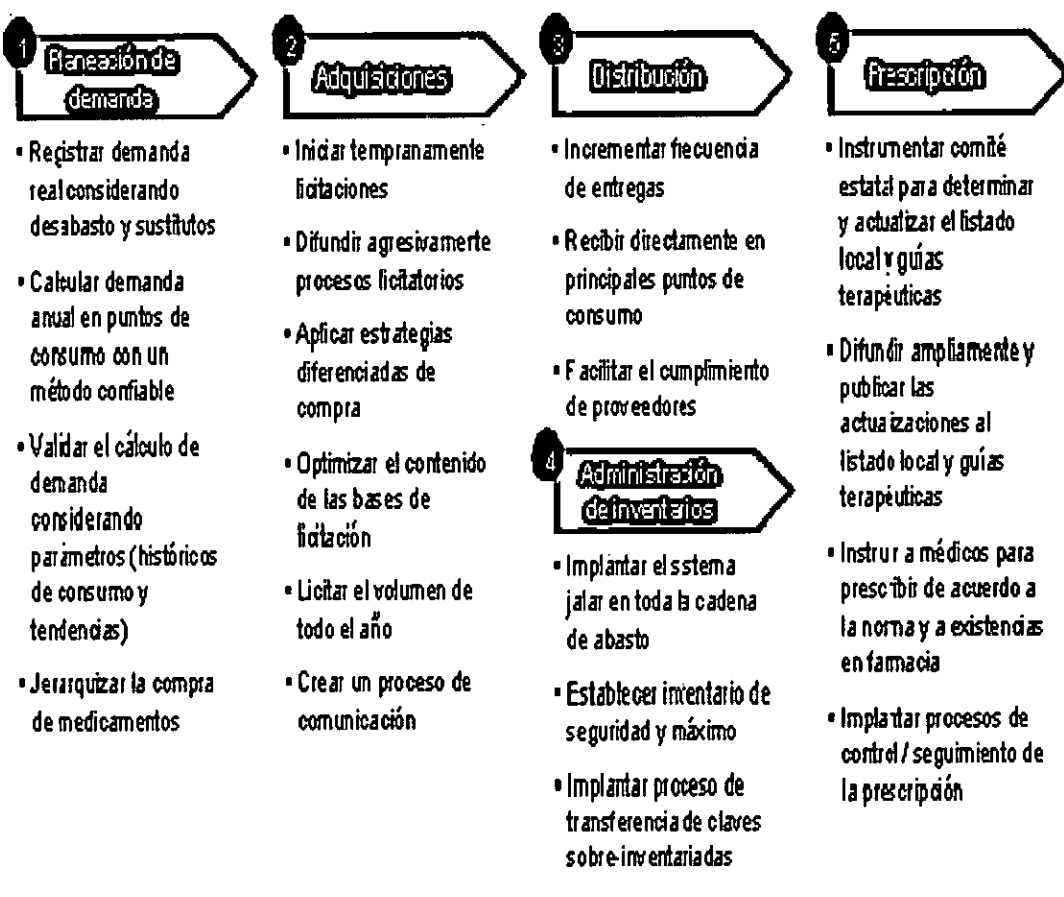 1
Planeación de
demanda
▪ Registrar demanda
real considerando
desabasto y sustitutos
▪ Calcular demanda
anual en puntos de
consumo con un
método confiable
▪ Validar el cálculo de
demanda
considerando
parámetros (históricos
de consumo y
tendencias)
▪ Jerarquizar la compra
de medicamentos
2
Adquisiciones
▪ Iniciar tempranamente
licitaciones
▪ Difundir agresivamente
procesos licitatorios
▪ Aplicar estrategias
diferenciadas de
compra
▪ Optimizar el contenido
de las bases de
licitación
▪ Licitar el volumen de
todo el año
▪ Crear un proceso de
comunicación
3
Distribución
▪ Incrementar frecuencia
de entregas
▪ Recibir directamente en
principales puntos de
consumo
▪ Facilitar el cumplimiento
de proveedores
4
Administración
de inventarios
▪ Implantar el sistema
jalar en toda la cadena
de abasto
▪ Establecer inventario de
seguridad y máximo
▪ Implantar proceso de
transferencia de claves
sobre-inventariadas
5
Prescripción
▪ Instrumentar comité
estatal para determinar
y actualizar el listado
local y guías
terapéuticas
▪ Difundir ampliamente y
publicar las
actualizaciones al
listado local y guías
terapéuticas
▪ Instruir a médicos para
prescribir de acuerdo a
la norma y a existencias
en farmacia
▪ Implantar procesos de
control / seguimiento de
la prescripción